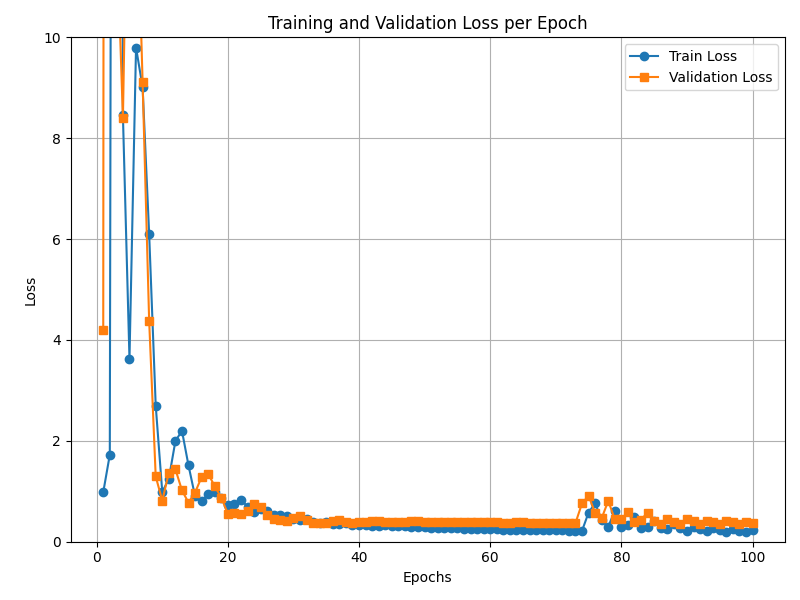 Training and Validation Loss per Epoch
10
8
6
4
2
0
Loss
Train Loss
Validation Loss
0 20 40 60 80 100
Epochs